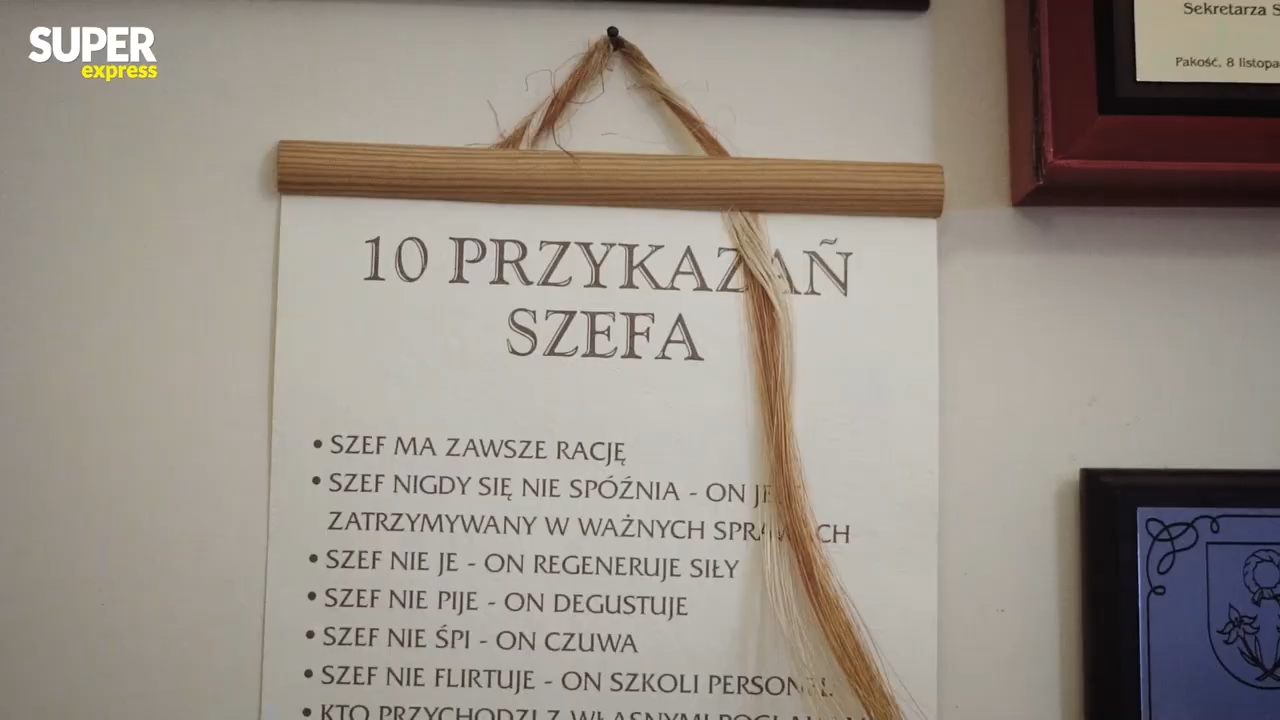 SUPER
express
Sekretarza S
Pakość, 8 listopa
10 PRZYKAZAÑ
SZEFA
• SZEF MA ZAWSZE RACJĘ
• SZEF NIGDY SIĘ NIE SPÓŹNIA - ON JE
ZATRZYMYWANY W WAŻNYCH SPRAWACH
• SZEF NIE JE - ON REGENERUJE SIŁY
• SZEF NIE PIJE - ON DEGUSTUJE
• SZEF NIE ŚPI - ON CZUWA
• SZEF NIE FLIRTUJE - ON SZKOLI PERSONEL
• KTO PRZYCHODZI Z WŁASNYMI